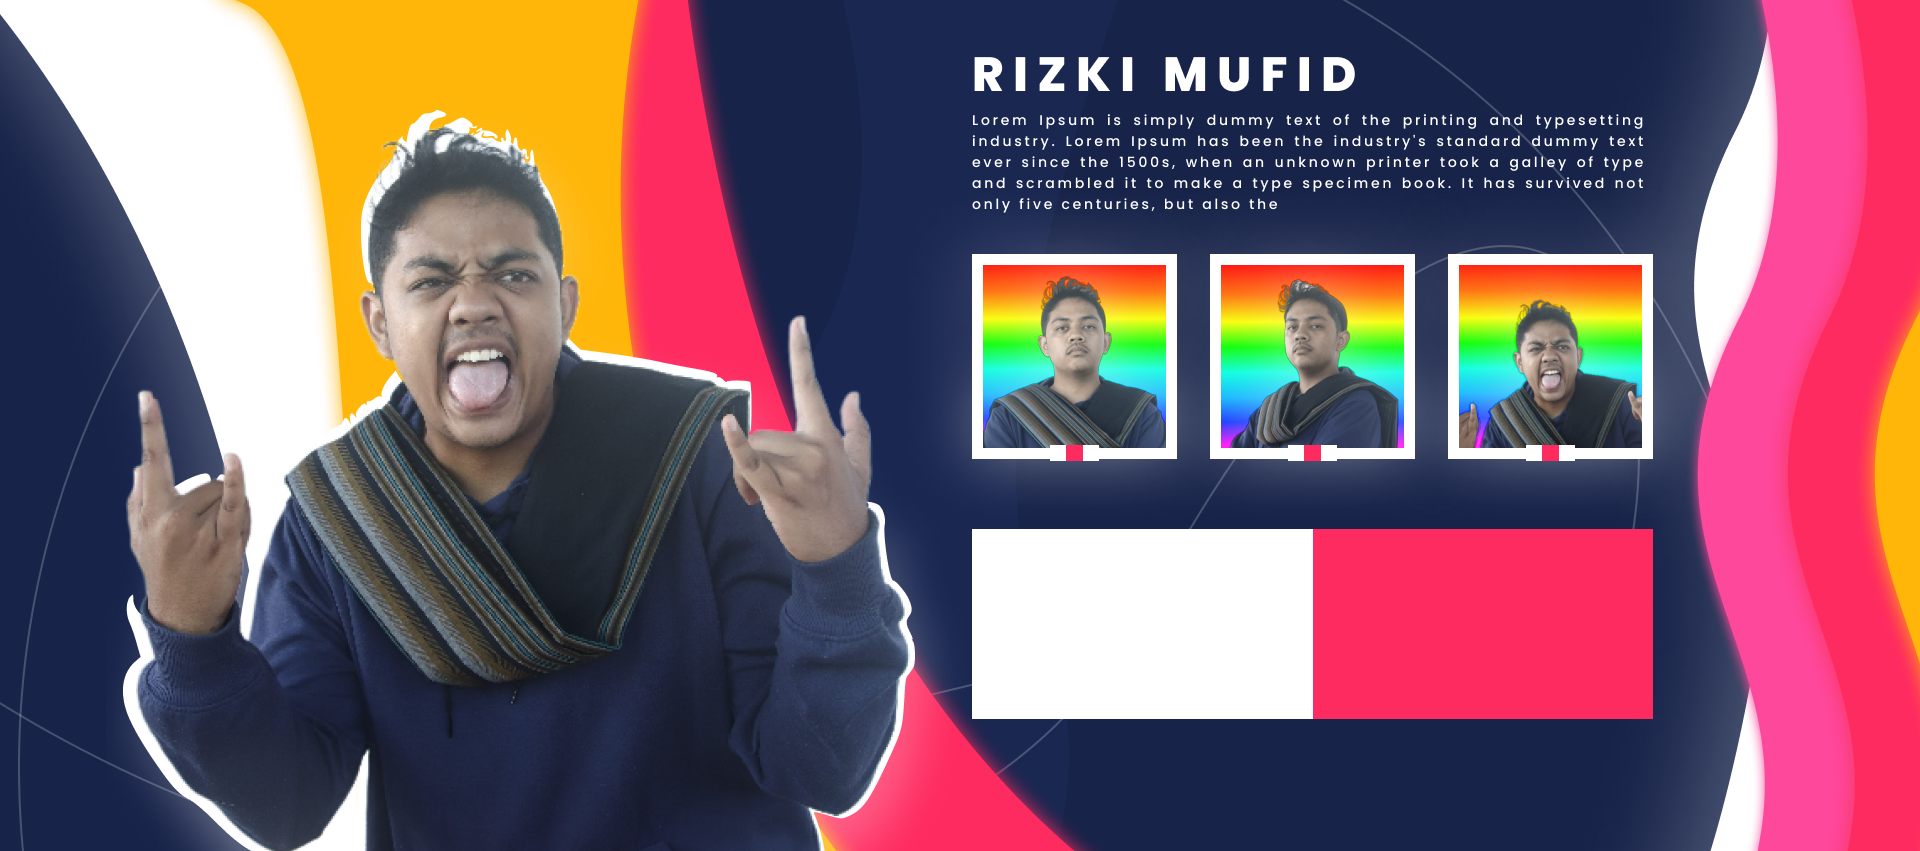 RIZKI MUFID
Lorem Ipsum is simply dummy text of the printing and typesetting
industry. Lorem Ipsum has been the industry's standard dummy text
ever since the 1500s, when an unknown printer took a galley of type
and scrambled it to make a type specimen book. It has survived not
only five centuries, but also the